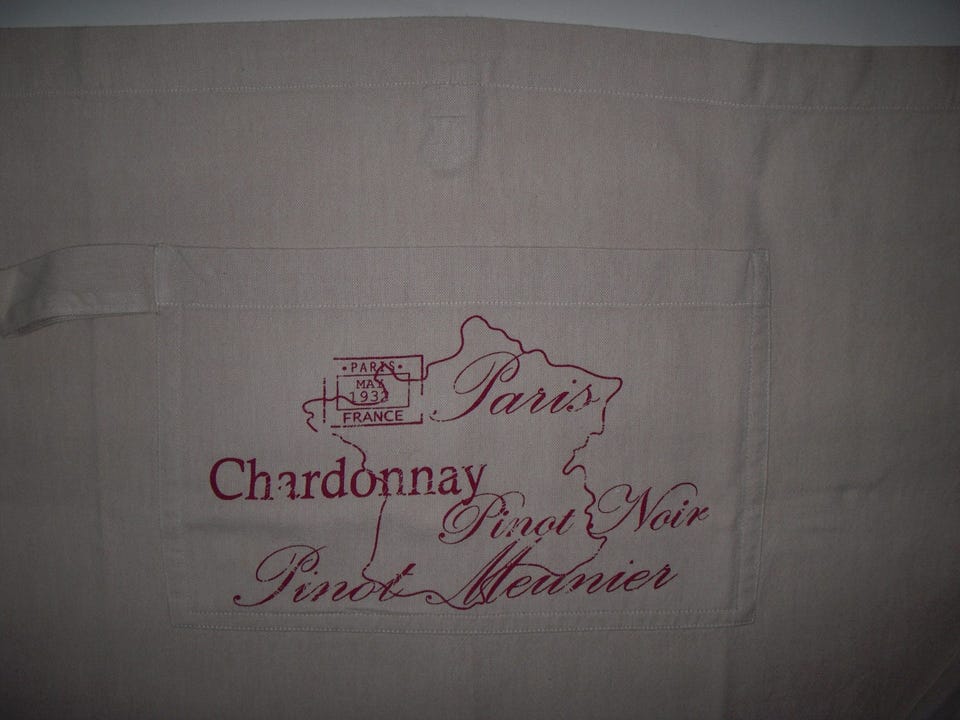 PARIS
MAY
1932
FRANCE
Paris
Chardonnay
Pinot Noir
Pinot Meunier